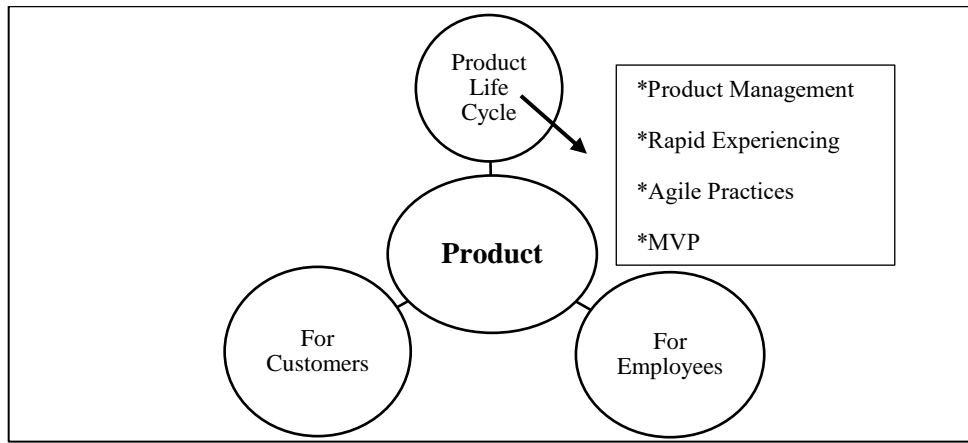 Product
Life
Cycle
*Product Management
*Rapid Experiencing
*Agile Practices
*MVP
Product
For
Customers
For
Employees